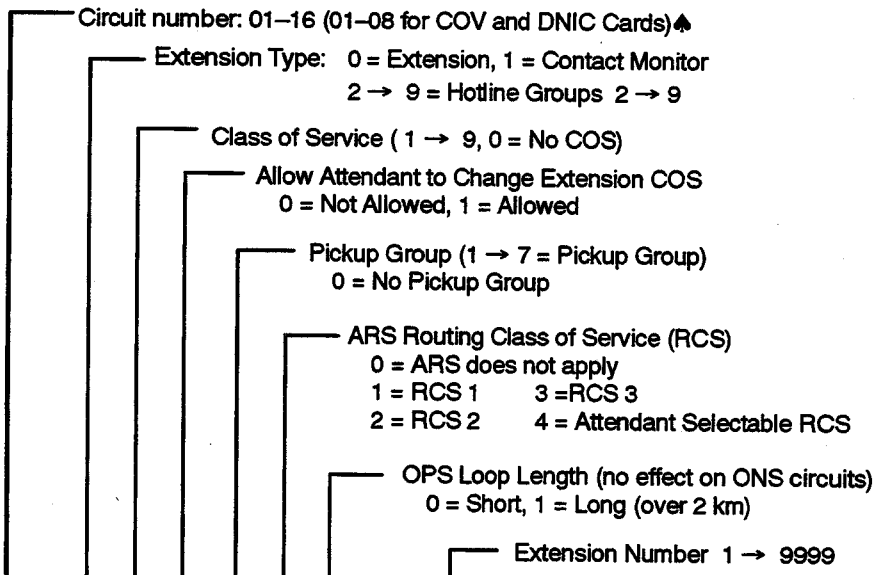 Circuit number: 01–16 (01–08 for COV and DNIC Cards)♠
Extension Type: 0 = Extension, 1 = Contact Monitor
2 → 9 = Hotline Groups 2 → 9
Class of Service ( 1 → 9, 0 = No COS)
Allow Attendant to Change Extension COS
0 = Not Allowed, 1 = Allowed
Pickup Group (1 → 7 = Pickup Group)
0 = No Pickup Group
ARS Routing Class of Service (RCS)
0 = ARS does not apply
1 = RCS 1 3 =RCS 3
2 = RCS 2 4 = Attendant Selectable RCS
OPS Loop Length (no effect on ONS circuits)
0 = Short, 1 = Long (over 2 km)
Extension Number 1 → 9999